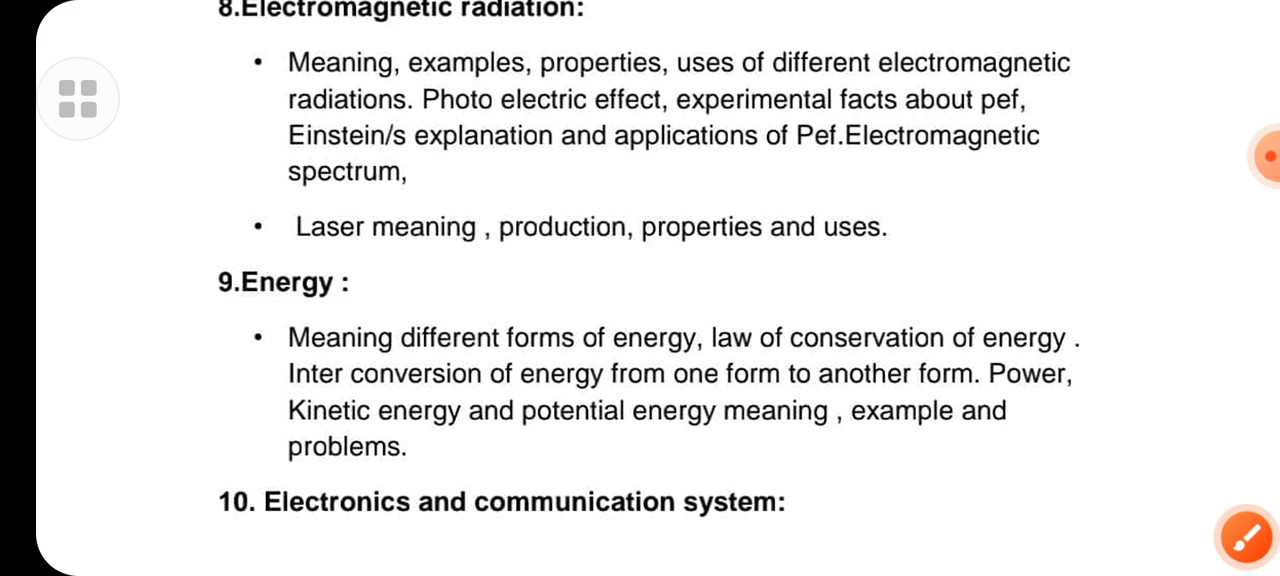 8.Electromagnetic radiation:
• Meaning, examples, properties, uses of different electromagnetic
radiations. Photo electric effect, experimental facts about pef,
Einstein/s explanation and applications of Pef.Electromagnetic
spectrum,
• Laser meaning , production, properties and uses.
9.Energy :
• Meaning different forms of energy, law of conservation of energy .
Inter conversion of energy from one form to another form. Power,
Kinetic energy and potential energy meaning , example and
problems.
10. Electronics and communication system: